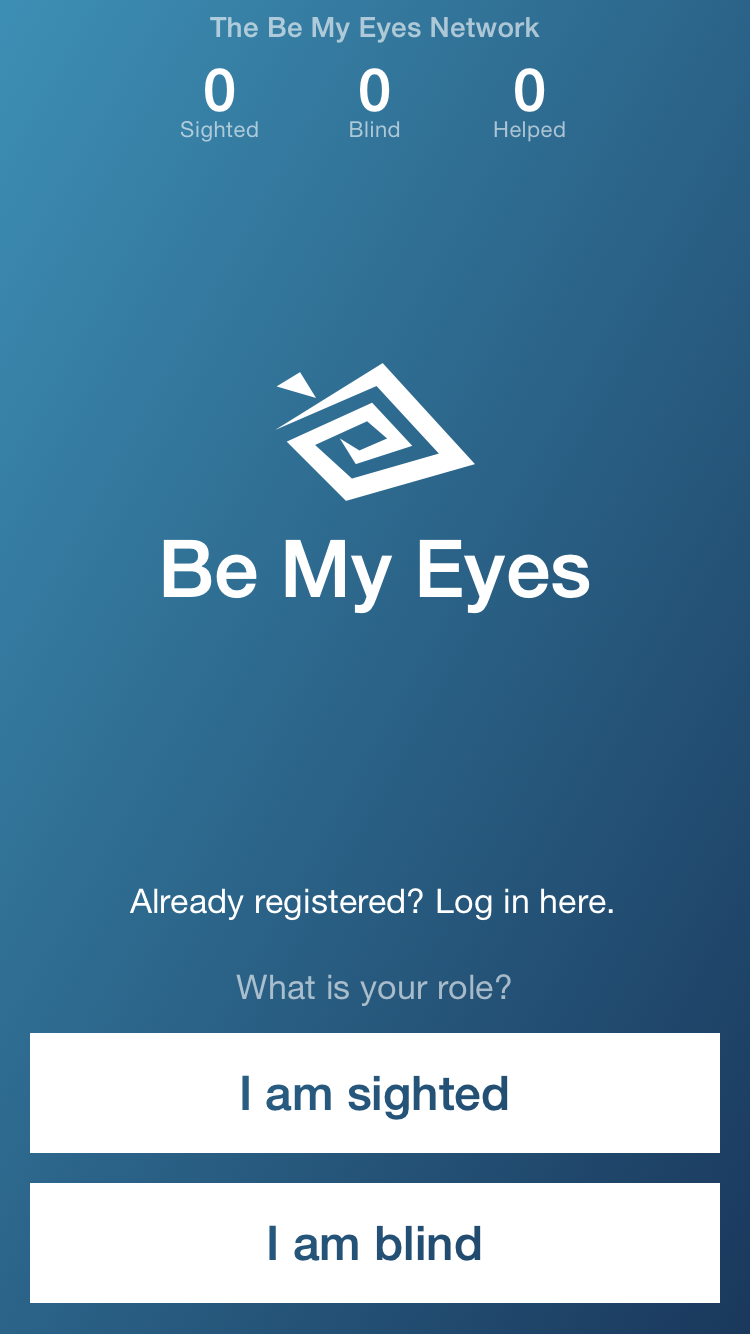 The Be My Eyes Network
0 0 0
Sighted Blind Helped
Be My Eyes
Already registered? Log in here.
What is your role?
I am sighted
I am blind